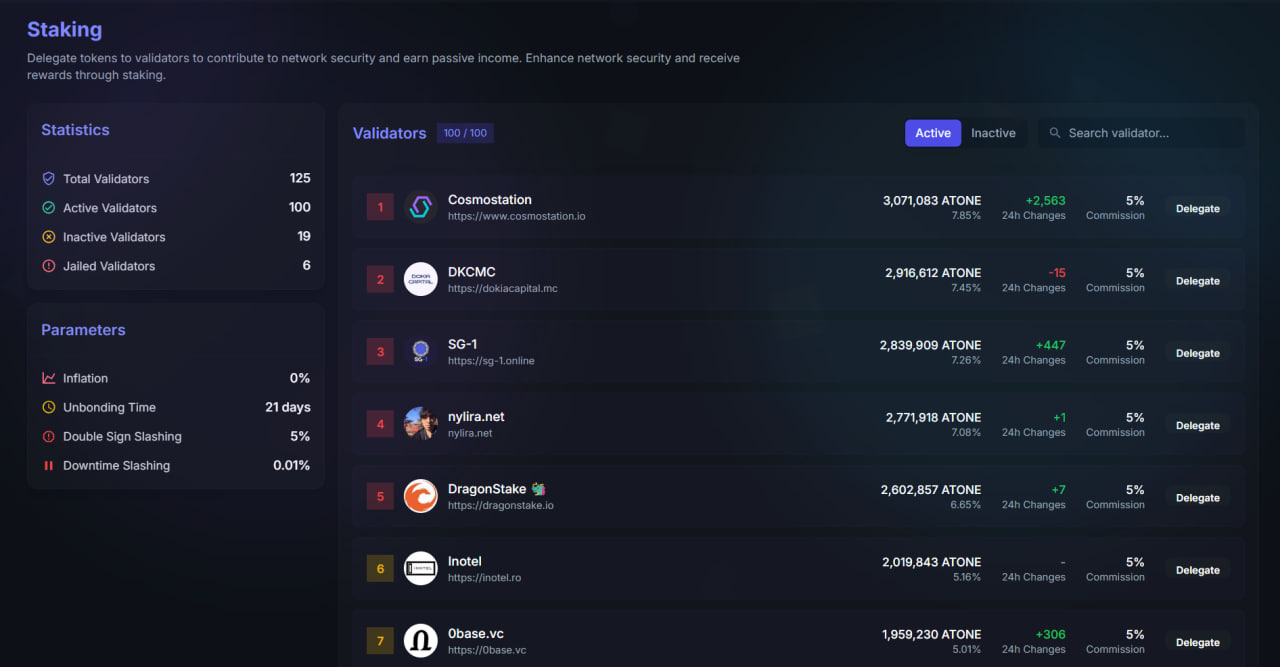 Staking
Delegate tokens to validators to contribute to network security and earn passive income. Enhance network security and receive
rewards through staking.
Statistics
Total Validators 125
Active Validators 100
Inactive Validators 19
Jailed Validators 6
Parameters
Inflation 0%
Unbonding Time 21 days
Double Sign Slashing 5%
Downtime Slashing 0.01%
Validators 100 / 100 Active Inactive Search validator...
1 Cosmostation 3,071,083 ATONE +2,563 5% Delegate
https://www.cosmostation.io 7.85% 24h Changes Commission
2 DOKIA CAPITAL DKCMC 2,916,612 ATONE -15 5% Delegate
https://dokiacapital.mc 7.45% 24h Changes Commission
3 SG-1 SG-1 2,839,909 ATONE +447 5% Delegate
https://sg-1.online 7.26% 24h Changes Commission
4 nylira.net 2,771,918 ATONE +1 5% Delegate
nylira.net 7.08% 24h Changes Commission
5 DragonStake 🐲 2,602,857 ATONE +7 5% Delegate
https://dragonstake.io 6.65% 24h Changes Commission
6 INOTEL Inotel 2,019,843 ATONE - 5% Delegate
https://inotel.ro 5.16% 24h Changes Commission
7 0base.vc 1,959,230 ATONE +306 5% Delegate
https://0base.vc 5.01% 24h Changes Commission